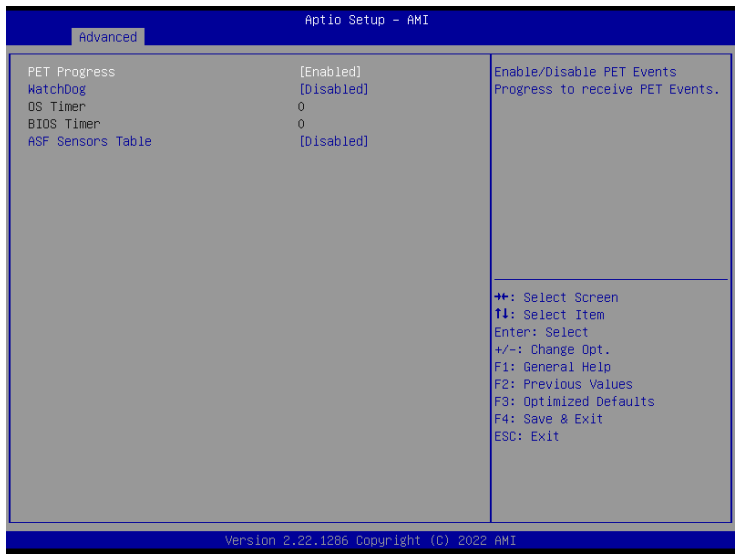 Aptio Setup – AMI
Advanced
PET Progress [Enabled]
WatchDog [Disabled]
OS Timer 0
BIOS Timer 0
ASF Sensors Table [Disabled]
Enable/Disable PET Events
Progress to receive PET Events.
→←: Select Screen
↑↓: Select Item
Enter: Select
+/-: Change Opt.
F1: General Help
F2: Previous Values
F3: Optimized Defaults
F4: Save & Exit
ESC: Exit
Version 2.22.1286 Copyright (C) 2022 AMI